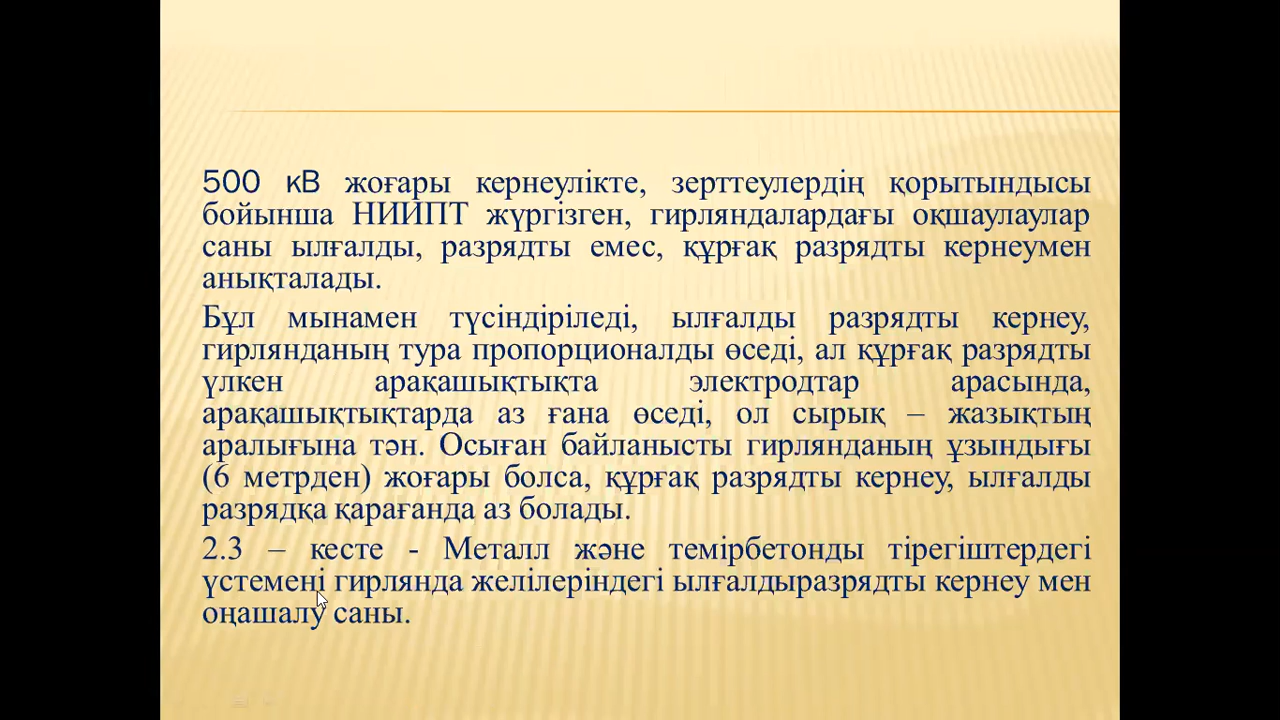 500 кВ жоғары кернеулікте, зерттеулердің қорытындысы
бойынша НИИПТ жүргізген, гирляндалардағы оқшаулаулар
саны ылғалды, разрядты емес, құрғақ разрядты кернеумен
анықталады.
Бұл мынамен түсіндіріледі, ылғалды разрядты кернеу,
гирлянданың тура пропорционалды өседі, ал құрғақ разрядты
үлкен арақашықтықта электродтар арасында,
арақашықтықтарда аз ғана өседі, ол сырық – жазықтың
аралығына тән. Осыған байланысты гирлянданың ұзындығы
(6 метрден) жоғары болса, құрғақ разрядты кернеу, ылғалды
разрядқа қарағанда аз болады.
2.3 – кесте - Металл және темірбетонды тірегіштердегі
үстемені гирлянда желілеріндегі ылғалдыразрядты кернеу мен
оңашалу саны.